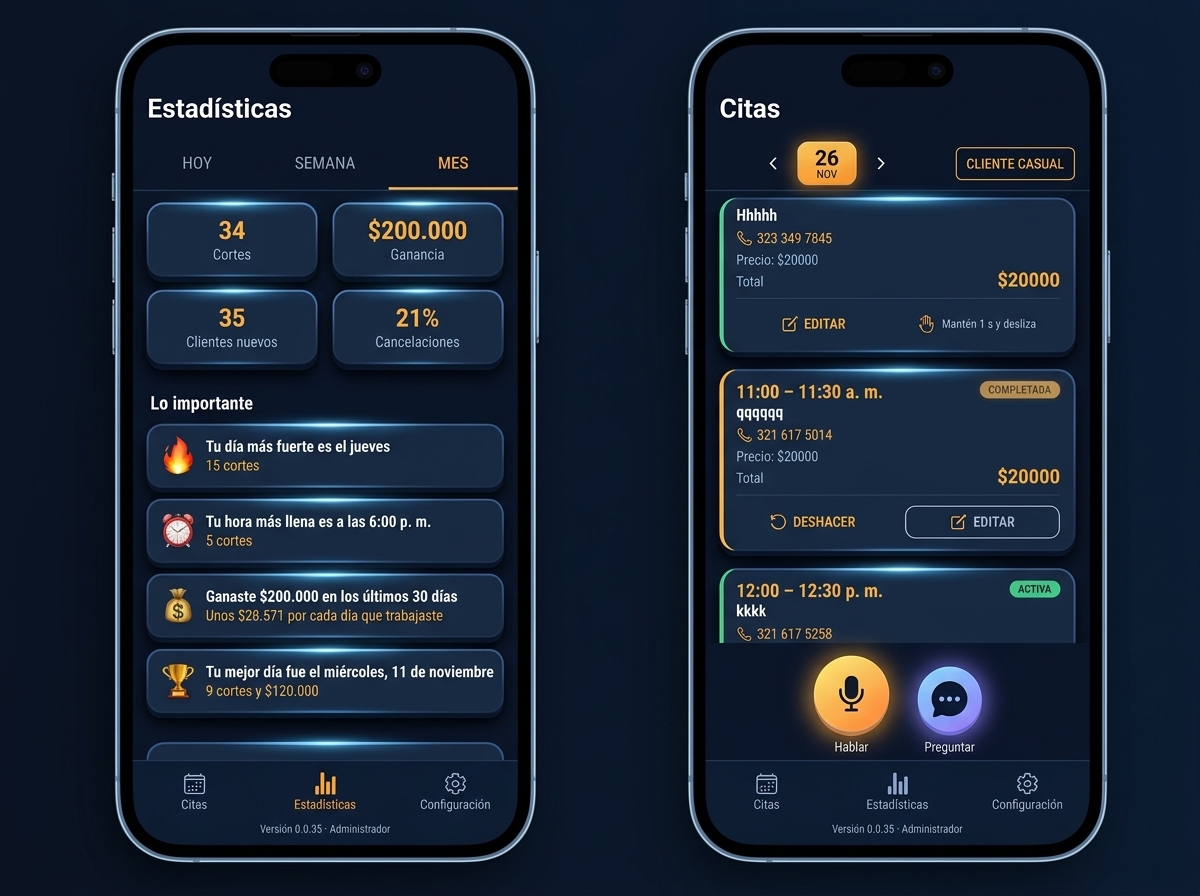 Estadísticas
HOY
SEMANA
MES
34
Cortes
$200.000
Ganancia
35
Clientes nuevos
21%
Cancelaciones
Lo importante
Tu día más fuerte es el jueves
15 cortes
Tu hora más llena es a las 6:00 p. m.
5 cortes
Ganaste $200.000 en los últimos 30 días
Unos $28.571 por cada dia que trabajaste
Tu mejor día fue el miércoles, 11 de noviembre
9 cortes y $120.000
Citas
Estadísticas
Configuración
Versión 0.0.35 · Administrador
Citas
26
NOV
CLIENTE CASUAL
Hhhhh
323 349 7845
Precio: $20000
Total
$20000
EDITAR
Mantén 1 s y desliza
11:00 – 11:30 a. m.
COMPLETADA
qqqqqq
321 617 5014
Precio: $20000
Total
$20000
DESHACER
EDITAR
12:00 – 12:30 p. m.
ACTIVA
kkkk
321 617 5258
Hablar
Preguntar
Citas
Estadísticas
Configuración
Versión 0.0.35 · Administrador